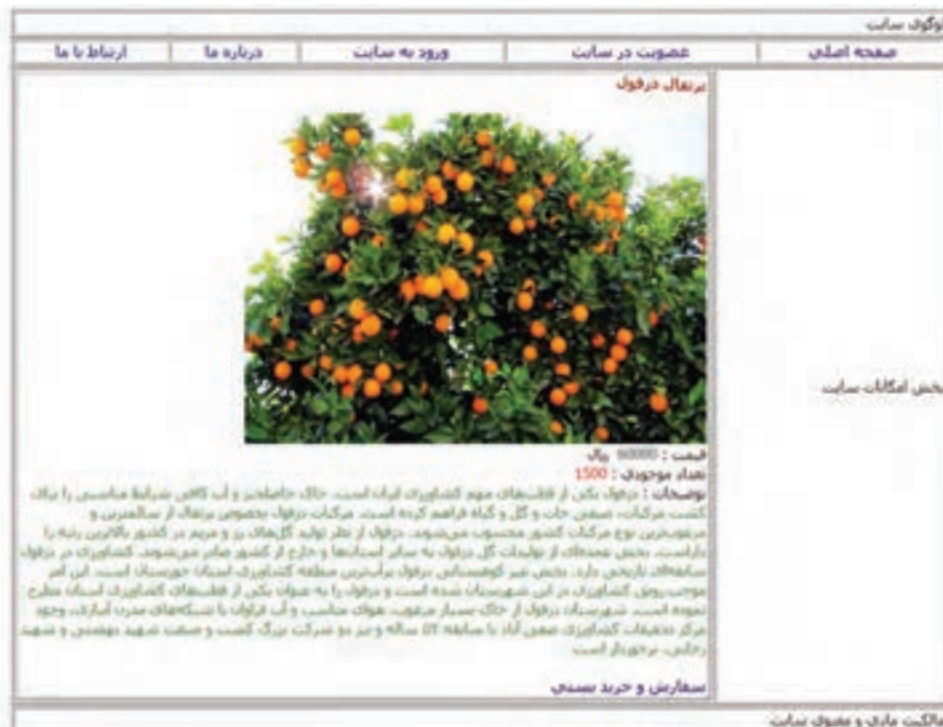 لوگوی سایت
صفحه اصلی عضویت در سایت ورود به سایت درباره ما ارتباط با ما
پرتقال دزفول
بخش امکانات سایت
قیمت : ریال
تعداد موجودی : 1500
توضیحات : دزفول یکی از قطب‌های مهم کشاورزی ایران است. خاک حاصلخیز و آب کافی شرایط مناسبی را برای
کشت مرکبات، صیفی جات و گل و گیاه فراهم کرده است. مرکبات دزفول بخصوص پرتقال از سالمترین و
مرغوب‌ترین نوع مرکبات کشور محسوب می‌شوند. دزفول از نظر تولید گل‌های رز و مریم در کشور بالاترین رتبه را
داراست. بخش عمده‌ای از تولیدات گل دزفول به سایر استان‌ها و خارج از کشور صادر می‌شوند. کشاورزی در دزفول
سابقه‌ای تاریخی دارد. بخش غیر کوهستانی دزفول پرآب‌ترین منطقه کشاورزی استان خوزستان است. این امر
موجب رونق کشاورزی در این شهرستان شده است و دزفول را به عنوان یکی از قطب‌های کشاورزی استان مطرح
نموده است. شهرستان دزفول از خاک بسیار مرغوب، هوای مناسب و آب فراوان با شبکه‌های مدرن آبیاری، وجود
مرکز تحقیقات کشاورزی صفی آباد با سابقه ساله و نیز دو شرکت بزرگ کشت و صنعت شهید بهشتی و شهید
رجایی، برخوردار است
سفارش و خرید پستی
مالکیت مادی و معنوی سایت